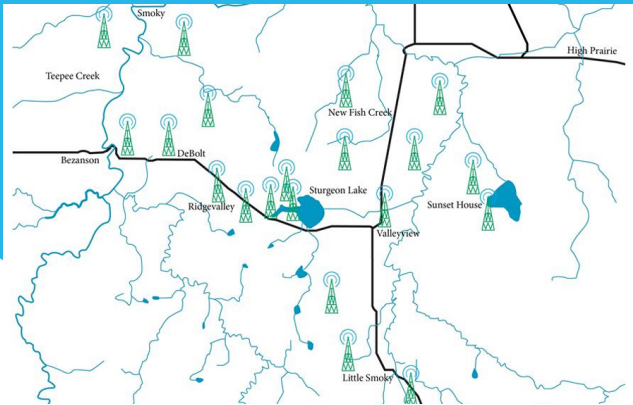 Smoky
High Prairie
Teepee Creek
New Fish Creek
DeBolt
Bezanson
Sturgeon Lake
Ridgevalley
Sunset House
Valleyview
Little Smoky